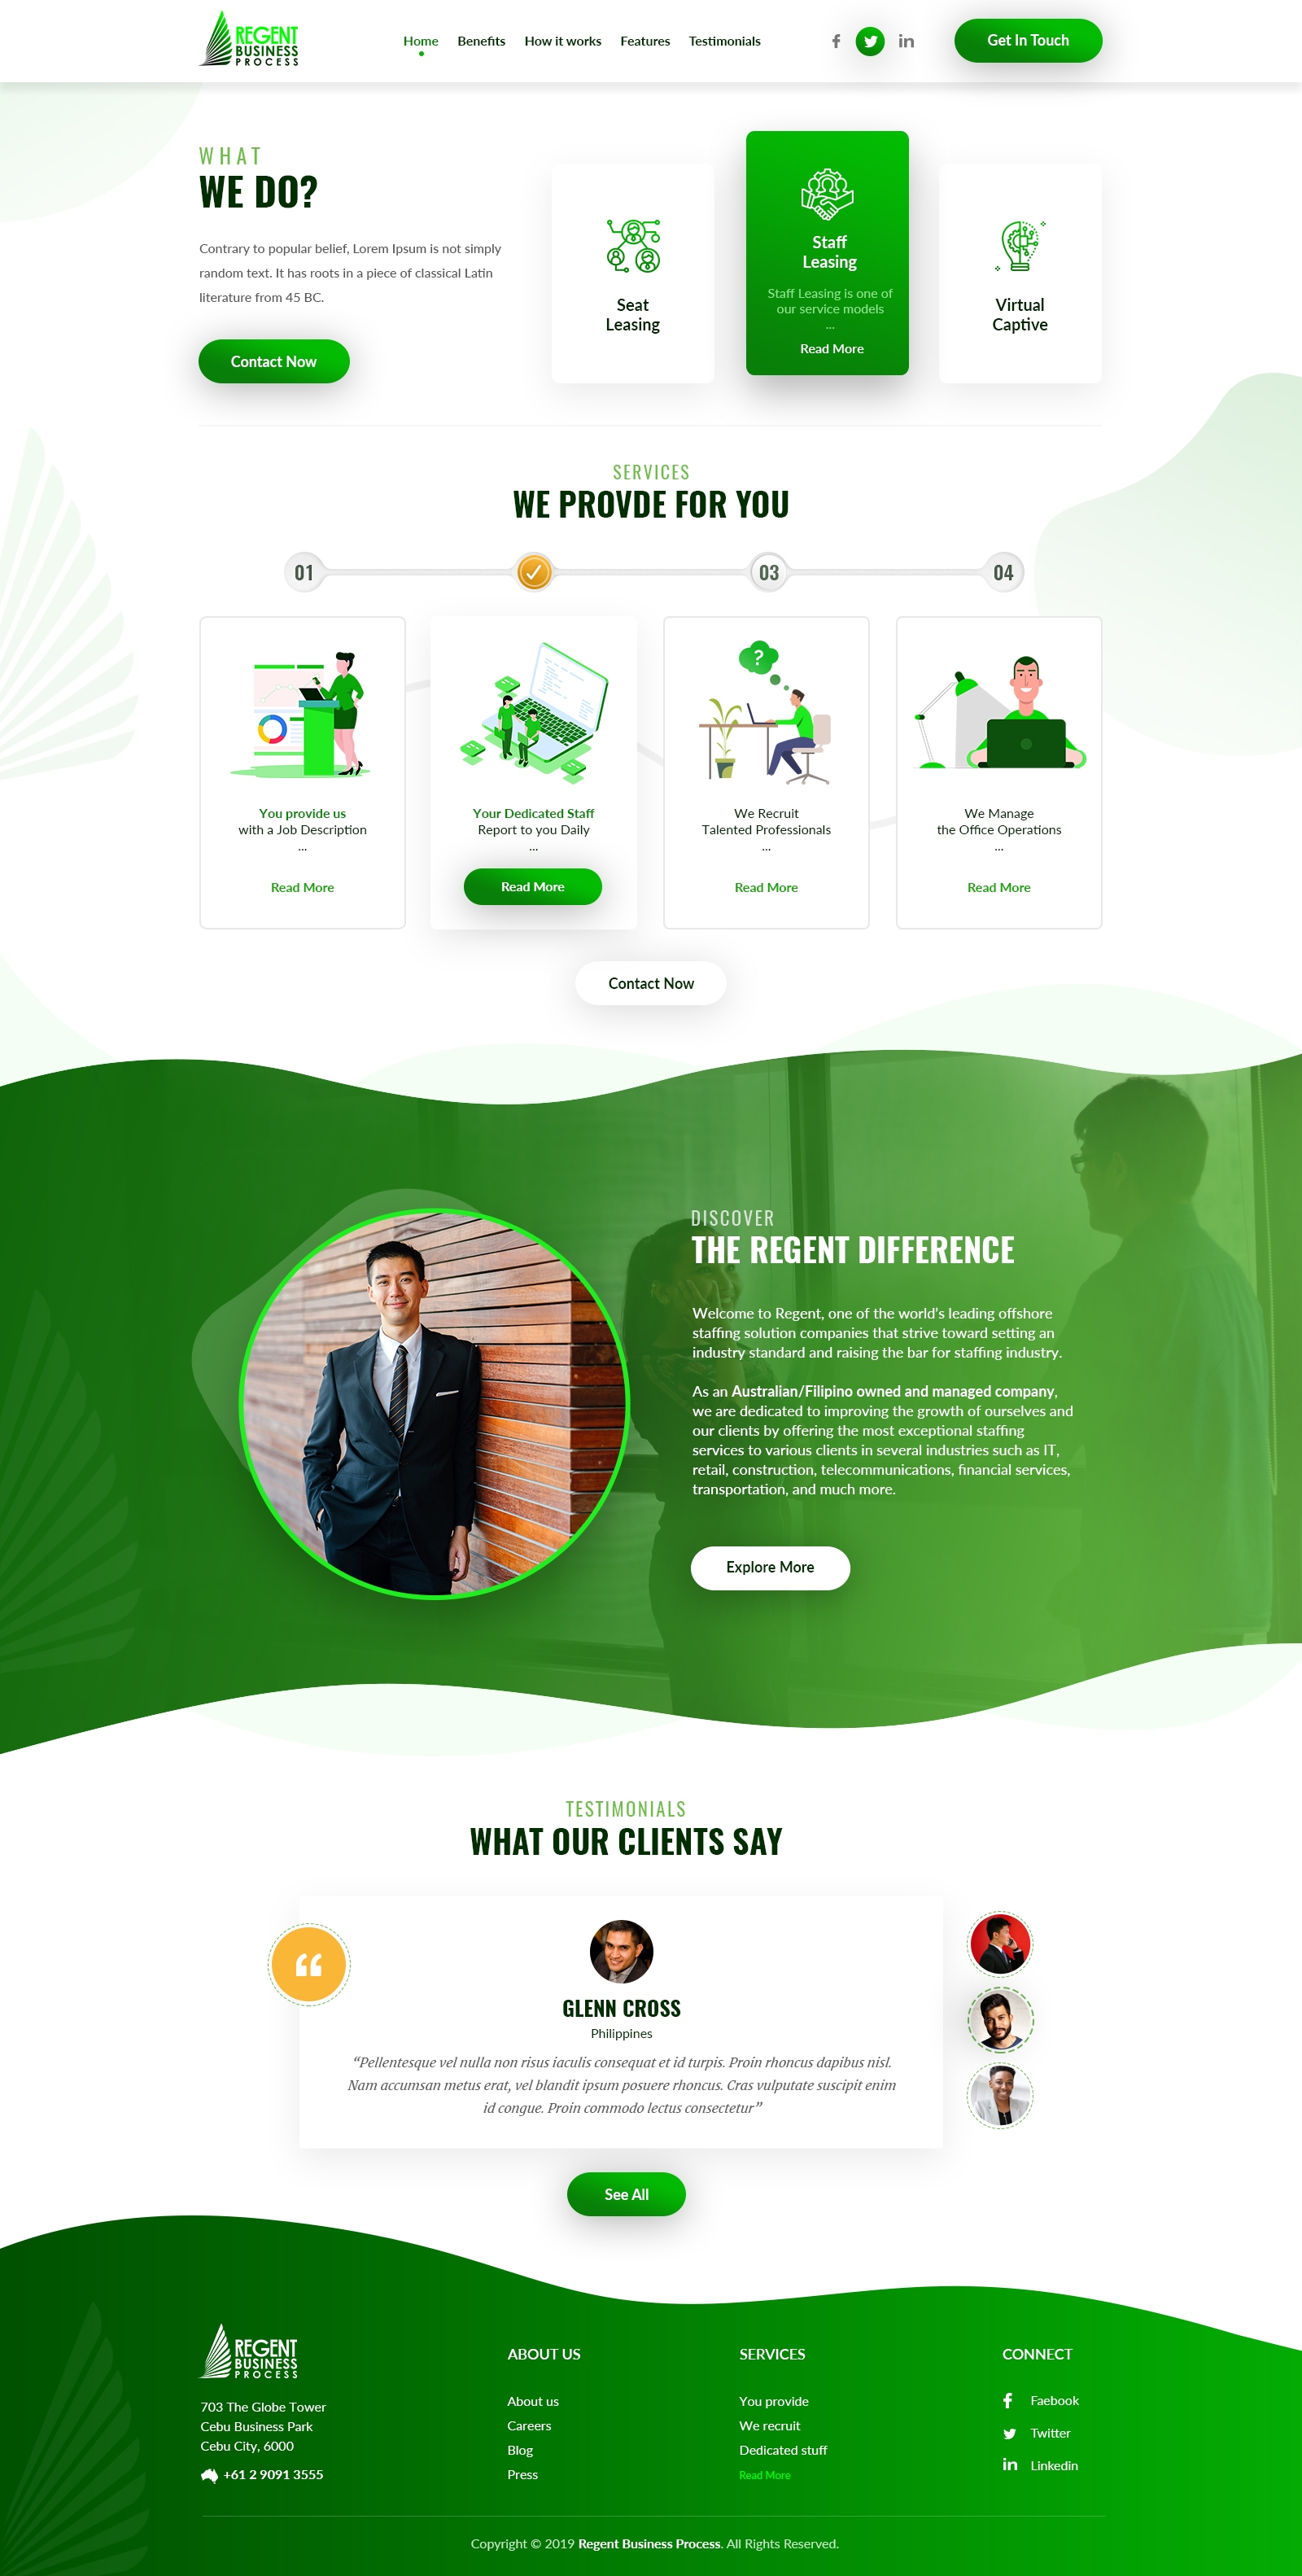 REGENT
BUSINESS
PROCESS
Home
Benefits
How it works
Features
Testimonials
Get In Touch
WHAT
WE DO?
Contrary to popular belief, Lorem Ipsum is not simply
random text. It has roots in a piece of classical Latin
literature from 45 BC.
Contact Now
Seat
Leasing
Staff
Leasing
Staff Leasing is one of
our service models
...
Read More
Virtual
Captive
SERVICES
WE PROVDE FOR YOU
01
03
04
?
You provide us
with a Job Description
...
Read More
Your Dedicated Staff
Report to you Daily
...
Read More
We Recruit
Talented Professionals
...
Read More
We Manage
the Office Operations
...
Read More
Contact Now
DISCOVER
THE REGENT DIFFERENCE
Welcome to Regent, one of the world's leading offshore
staffing solution companies that strive toward setting an
industry standard and raising the bar for staffing industry.
As an Australian/Filipino owned and managed company,
we are dedicated to improving the growth of ourselves and
our clients by offering the most exceptional staffing
services to various clients in several industries such as IT,
retail, construction, telecommunications, financial services,
transportation, and much more.
Explore More
TESTIMONIALS
WHAT OUR CLIENTS SAY
GLENN CROSS
Philippines
“Pellentesque vel nulla non risus iaculis consequat et id turpis. Proin rhoncus dapibus nisl.
Nam accumsan metus erat, vel blandit ipsum posuere rhoncus. Cras vulputate suscipit enim
id congue. Proin commodo lectus consectetur”
See All
REGENT
BUSINESS
PROCESS
703 The Globe Tower
Cebu Business Park
Cebu City, 6000
+61 2 9091 3555
ABOUT US
About us
Careers
Blog
Press
SERVICES
You provide
We recruit
Dedicated stuff
Read More
CONNECT
Faebook
Twitter
Linkedin
Copyright © 2019 Regent Business Process. All Rights Reserved.